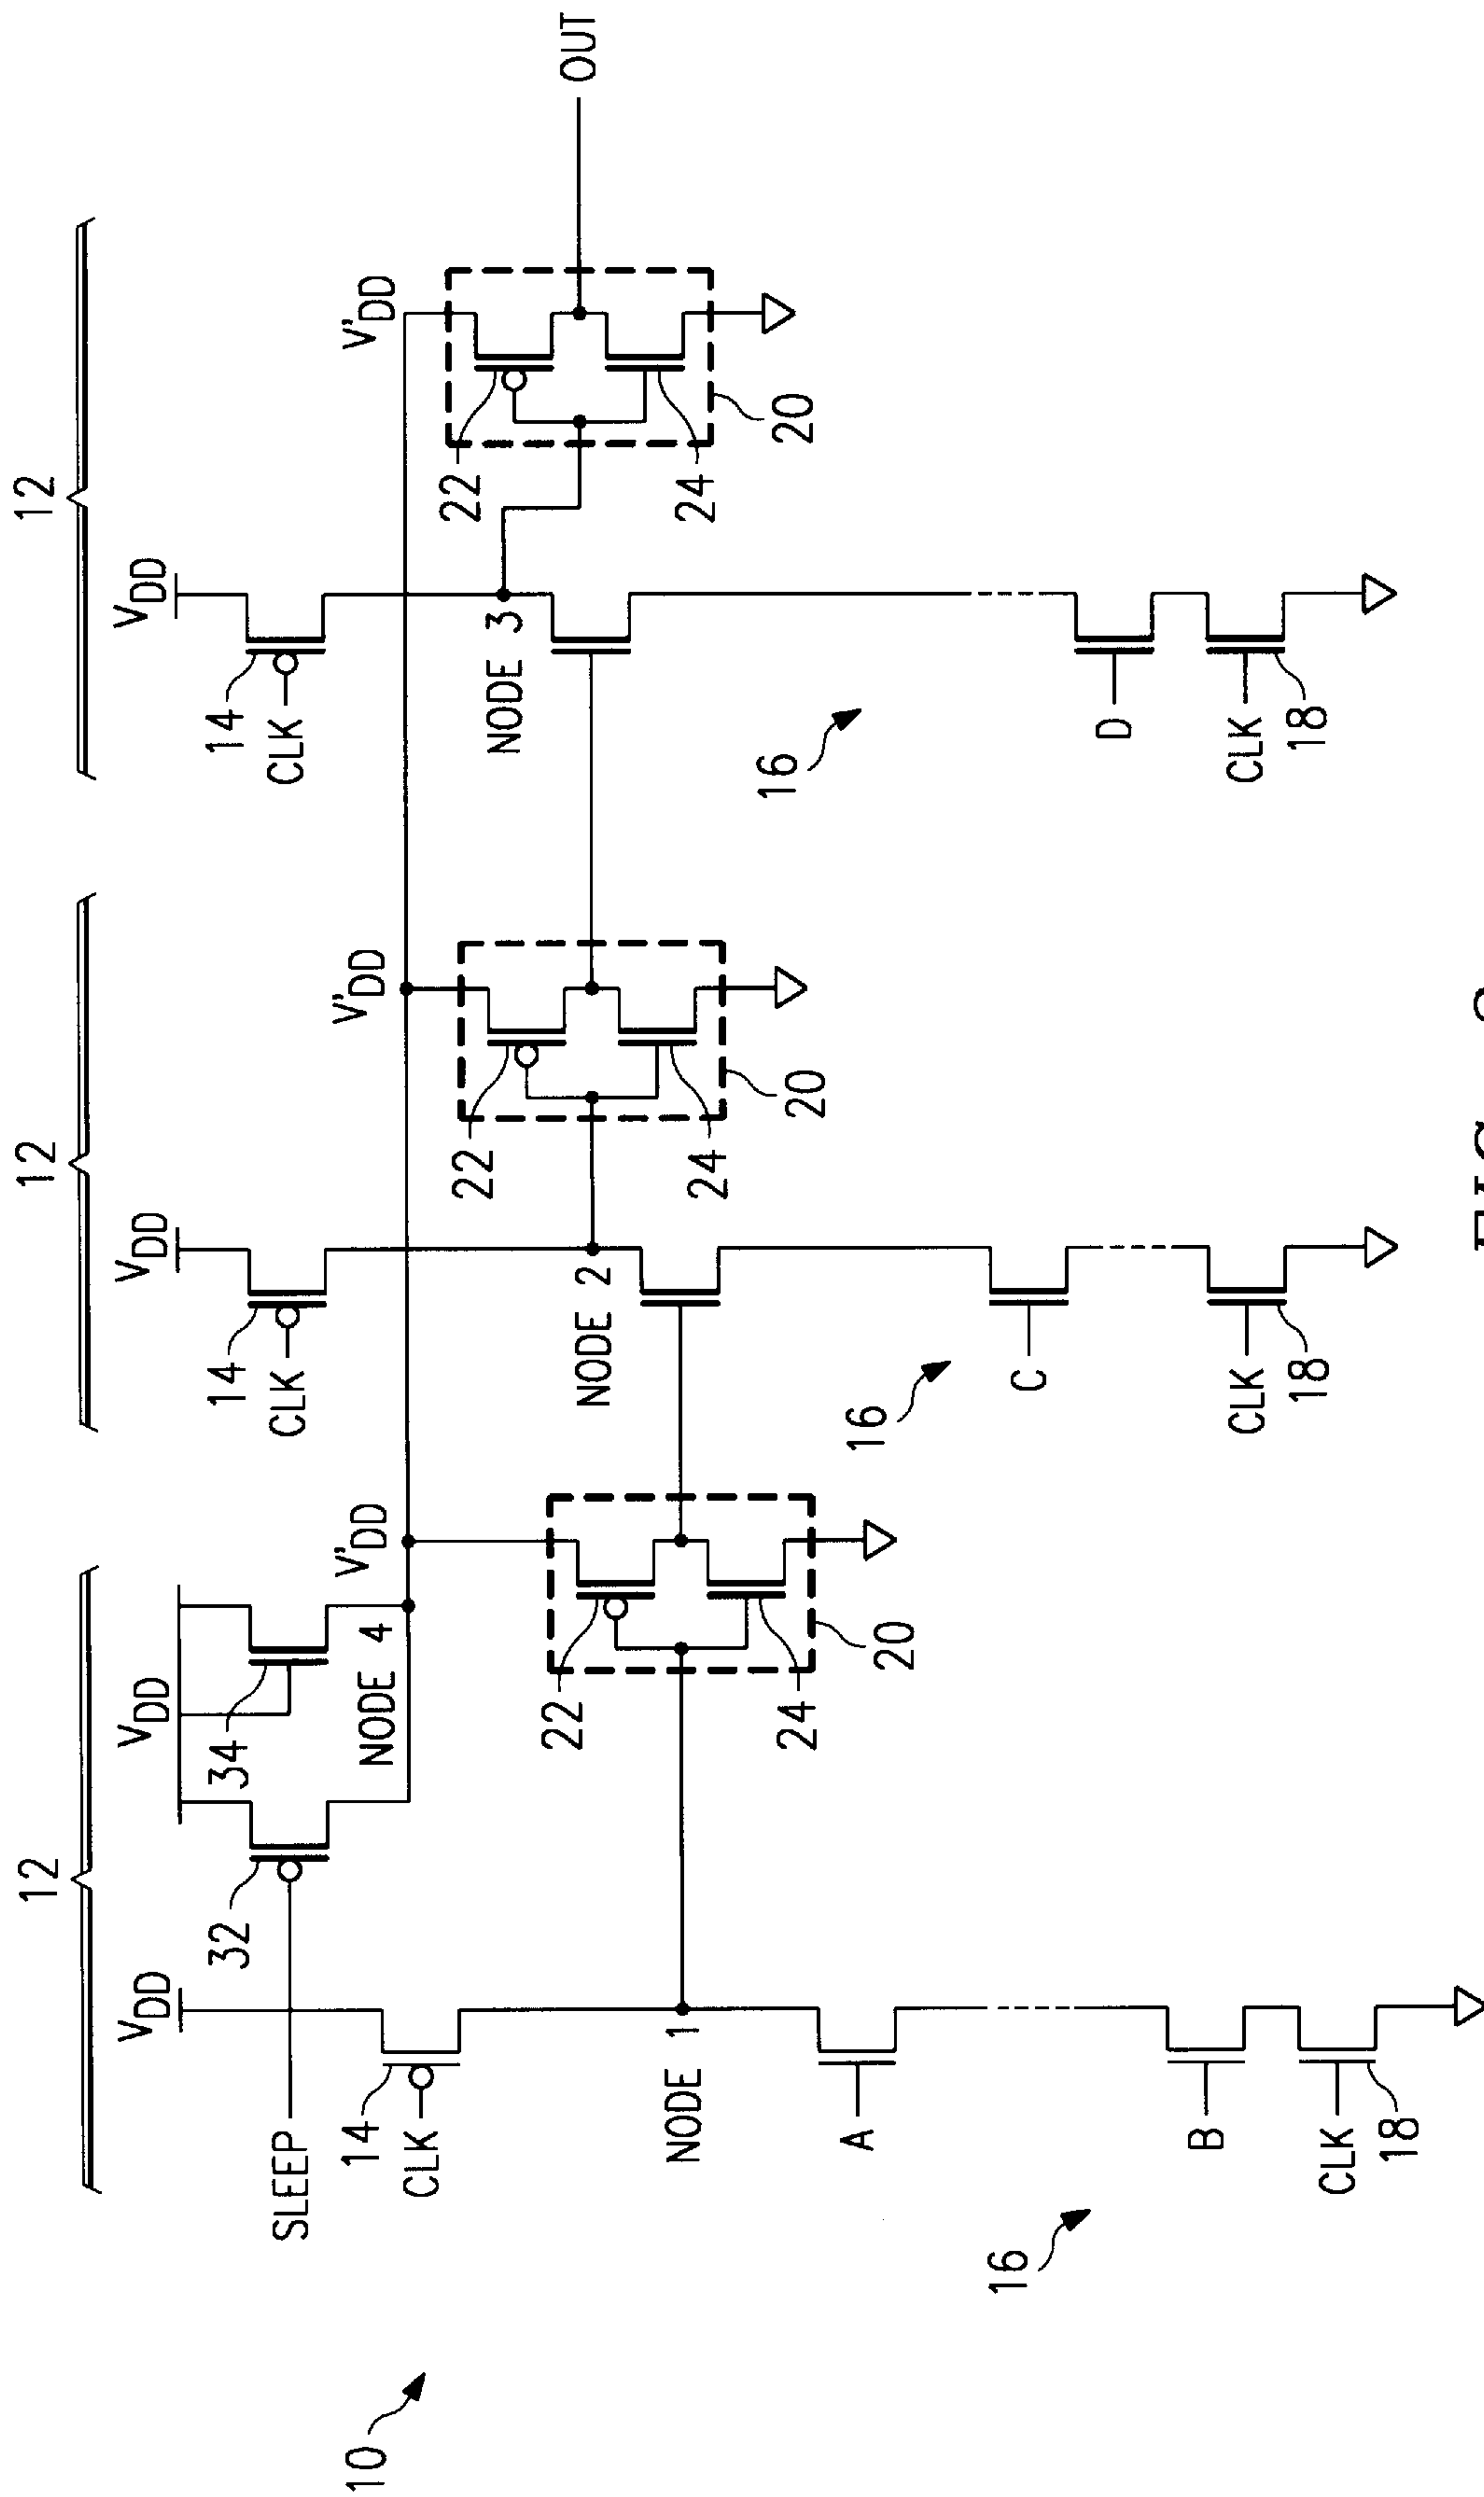 12
12
12
VDD
VDD
VDD
VDD
32
34
14
14
SLEEP
CLK
CLK
10
14
NODE 4
V'DD
V'DD
V'DD
CLK
22
22
NODE 3
22
OUT
NODE 2
NODE 1
24
24
24
16
20
20
A
16
20
16
C
D
B
CLK
CLK
18
18
CLK
18